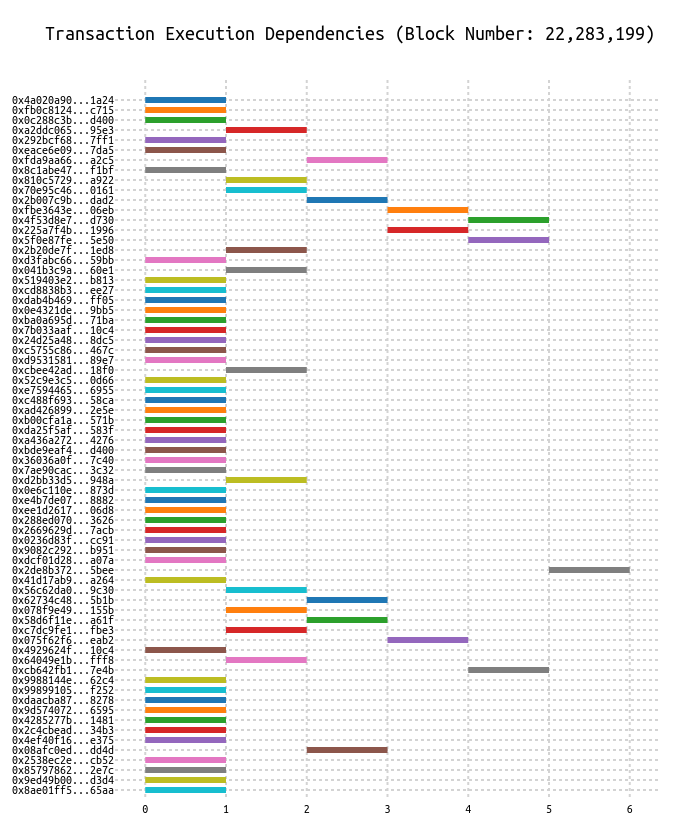 Transaction Execution Dependencies (Block Number: 22,283,199)
0x4a020a90...1a24
0xfb0c8124...c715
0x0c288c3b...d400
0xa2ddc065...95e3
0x292bcf68...7ff1
0xeace6e09...7da5
0xfda9aa66...a2c5
0x8c1abe47...f1bf
0x810c5729...a922
0x70e95c46...0161
0x2b007c9b...dad2
0xfbe3643e...06eb
0x4f53d8e7...d730
0x225a7f4b...1996
0x5f0e87fe...5e50
0x2b20de7f...1ed8
0xd3fabc66...59bb
0x041b3c9a...60e1
0x519403e2...b813
0xcd8838b3...ee27
0xdab4b469...ff05
0x0e4321de...9bb5
0xba0a695d...71ba
0x7b033aaf...10c4
0x24d25a48...8dc5
0xc5755c86...467c
0xd9531581...89e7
0xcbee42ad...18f0
0x52c9e3c5...0d66
0xe7594465...6955
0xc488f693...58ca
0xad426899...2e5e
0xb00cfa1a...571b
0xda25f5af...583f
0xa436a272...4276
0xbde9eaf4...d400
0x36036a0f...7c40
0x7ae90cac...3c32
0xd2bb33d5...948a
0x0e6c110e...873d
0xe4b7de07...8882
0xee1d2617...06d8
0x288ed070...3626
0x2669629d...7acb
0x0236d83f...cc91
0x9082c292...b951
0xdcf01d28...a07a
0x2de8b372...5bee
0x41d17ab9...a264
0x56c62da0...9c30
0x62734c48...5b1b
0x078f9e49...155b
0x58d6f11e...a61f
0xc7dc9fe1...fbe3
0x075f62f6...eab2
0x4929624f...10c4
0x64049e1b...fff8
0xcb642fb1...7e4b
0x9988144e...62c4
0x99899105...f252
0xdaacba87...8278
0x9d574072...6595
0x4285277b...1481
0x2c4cbead...34b3
0x4ef40f16...e375
0x08afc0ed...dd4d
0x2538ec2e...cb52
0x85797862...2e7c
0x9ed49b00...d3d4
0x8ae01ff5...65aa
0 1 2 3 4 5 6